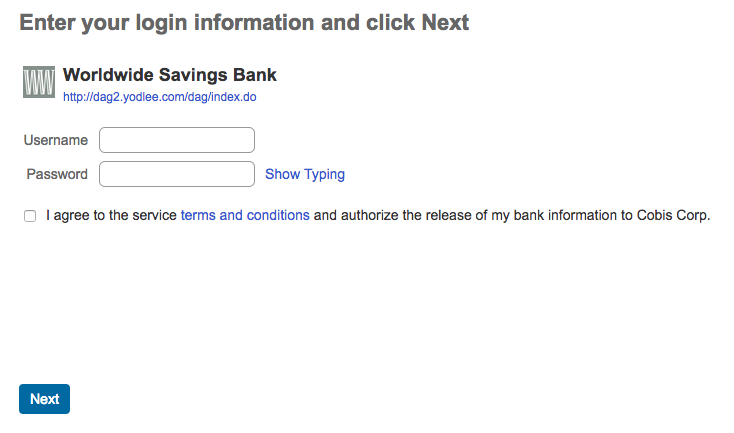 Enter your login information and click Next
WW
Worldwide Savings Bank
http://dag2.yodlee.com/dag/index.do
Username
Password Show Typing
I agree to the service terms and conditions and authorize the release of my bank information to Cobis Corp.
Next